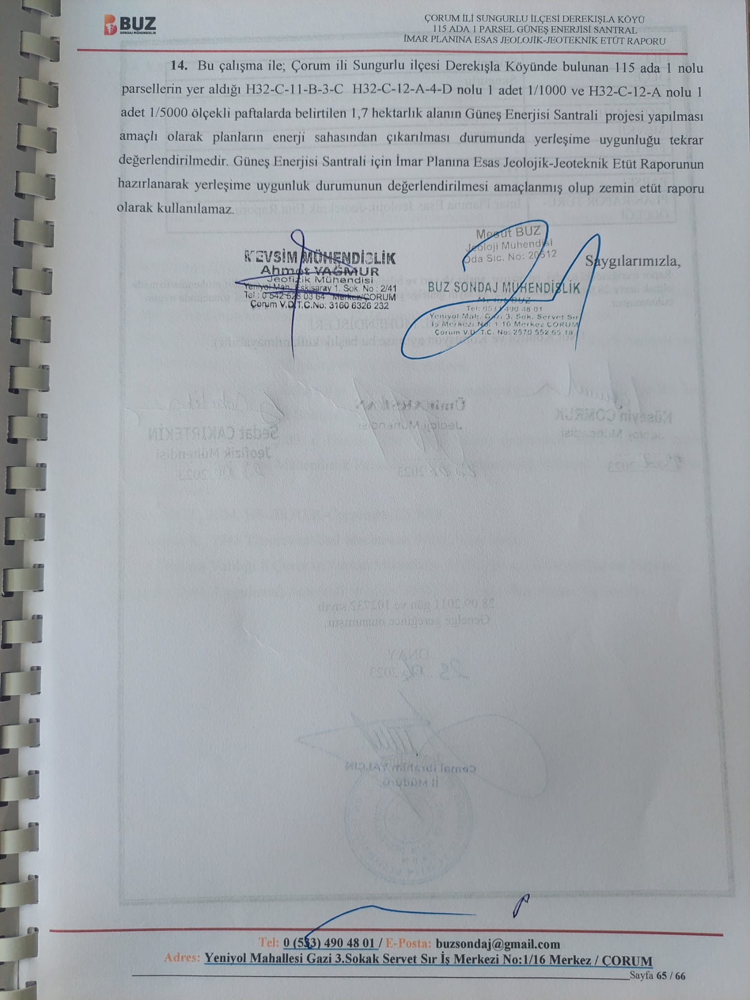 BUZ
SONDAJ MÜHENDİSLİK
ÇORUM İLİ SUNGURLU İLÇESİ DEREKIŞLA KÖYÜ
115 ADA 1 PARSEL GÜNEŞ ENERJİSİ SANTRAL
İMAR PLANINA ESAS JEOLOJİK-JEOTEKNİK ETÜT RAPORU
14. Bu çalışma ile; Çorum ili Sungurlu ilçesi Derekışla Köyünde bulunan 115 ada 1 nolu
parsellerin yer aldığı H32-C-11-B-3-C H32-C-12-A-4-D nolu 1 adet 1/1000 ve H32-C-12-A nolu 1
adet 1/5000 ölçekli paftalarda belirtilen 1,7 hektarlık alanın Güneş Enerjisi Santrali projesi yapılması
amaçlı olarak planların enerji sahasından çıkarılması durumunda yerleşime uygunluğu tekrar
değerlendirilmedir. Güneş Enerjisi Santrali için İmar Planına Esas Jeolojik-Jeoteknik Etüt Raporunun
hazırlanarak yerleşime uygunluk durumunun değerlendirilmesi amaçlanmış olup zemin etüt raporu
olarak kullanılamaz.
Saygılarımızla,
MEVSİM MÜHENDİSLİK
Ahmet YAĞMUR
Jeofizik Mühendisi
Yeniyol Mah. Eskisaray 1. Sok. No : 2/41
Tel : 0 542 528 03 64 Merkez/ÇORUM
Çorum V.D. T.C.No: 3160 6326 232
Mesut BUZ
Jeoloji Mühendisi
Oda Sic. No: 20512
BUZ SONDAJ MÜHENDİSLİK
Mesut BUZ
Tel: 0533 490 48 01
Yeniyol Mah. Gazi 3. Sok. Servet Sır
İş Merkezi No: 1 16 Merkez ÇORUM
Çorum V.D. T.C. No: 2570 552 65 18
Tel: 0 (533) 490 48 01 / E-Posta: buzsondaj@gmail.com
Adres: Yeniyol Mahallesi Gazi 3.Sokak Servet Sır İş Merkezi No:1/16 Merkez / ÇORUM
Sayfa 65 / 66